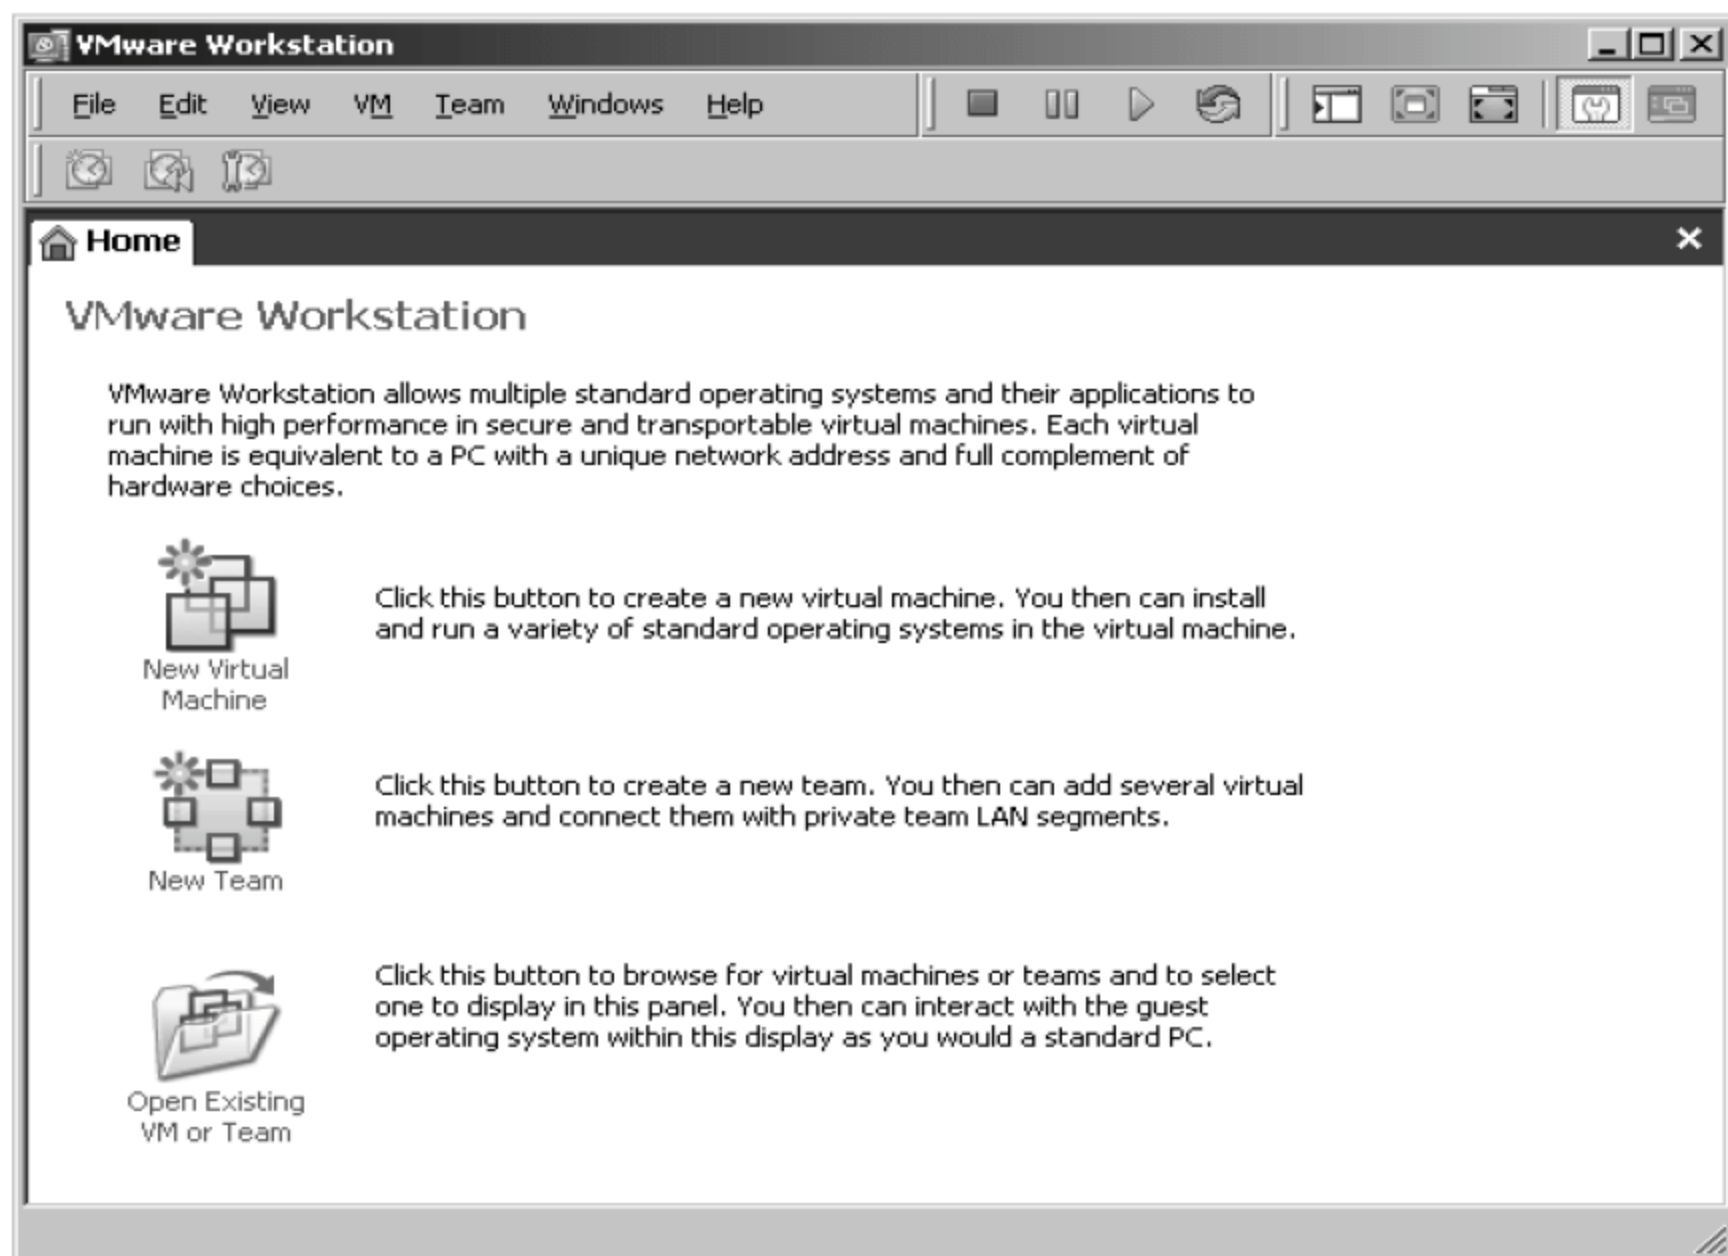 VMware Workstation
File Edit View VM Team Windows Help
Home
VMware Workstation
VMware Workstation allows multiple standard operating systems and their applications to
run with high performance in secure and transportable virtual machines. Each virtual
machine is equivalent to a PC with a unique network address and full complement of
hardware choices.
New Virtual
Machine
Click this button to create a new virtual machine. You then can install
and run a variety of standard operating systems in the virtual machine.
New Team
Click this button to create a new team. You then can add several virtual
machines and connect them with private team LAN segments.
Open Existing
VM or Team
Click this button to browse for virtual machines or teams and to select
one to display in this panel. You then can interact with the guest
operating system within this display as you would a standard PC.